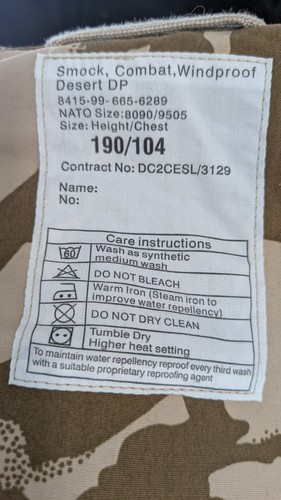 Smock, Combat,Windproof
Desert DP
8415-99-665-6289
NATO Size:8090/9505
Size: Height/Chest
190/104
Contract No: DC2CESL/3129
Name:
No:
Care instructions
60
Wash as synthetic
medium wash
DO NOT BLEACH
Warm Iron (Steam iron to
improve water repellency)
DO NOT DRY CLEAN
Tumble Dry
Higher heat setting
To maintain water repellency reproof every third wash
with a suitable proprietary reproofing agent